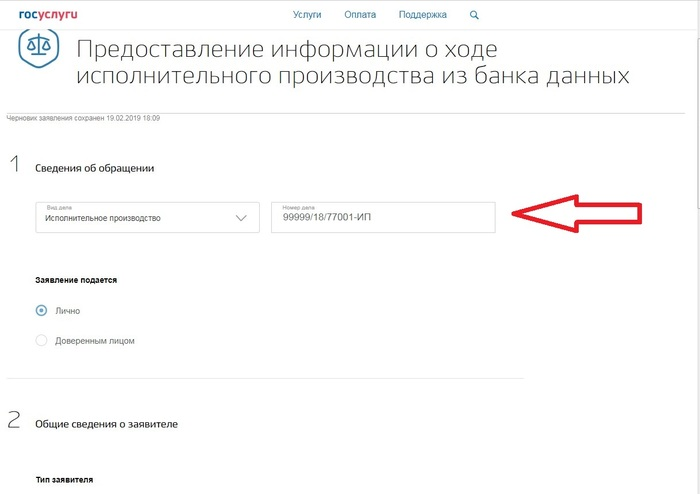 госуслуги Услуги Оплата Поддержка
Предоставление информации о ходе
исполнительного производства из банка данных
Черновик заявления сохранен 19.02.2019 18:09
1 Сведения об обращении
Вид дела
Исполнительное производство
Номер дела
99999/18/77001-ИП
Заявление подается
Лично
Доверенным лицом
2 Общие сведения о заявителе
Тип заявителя